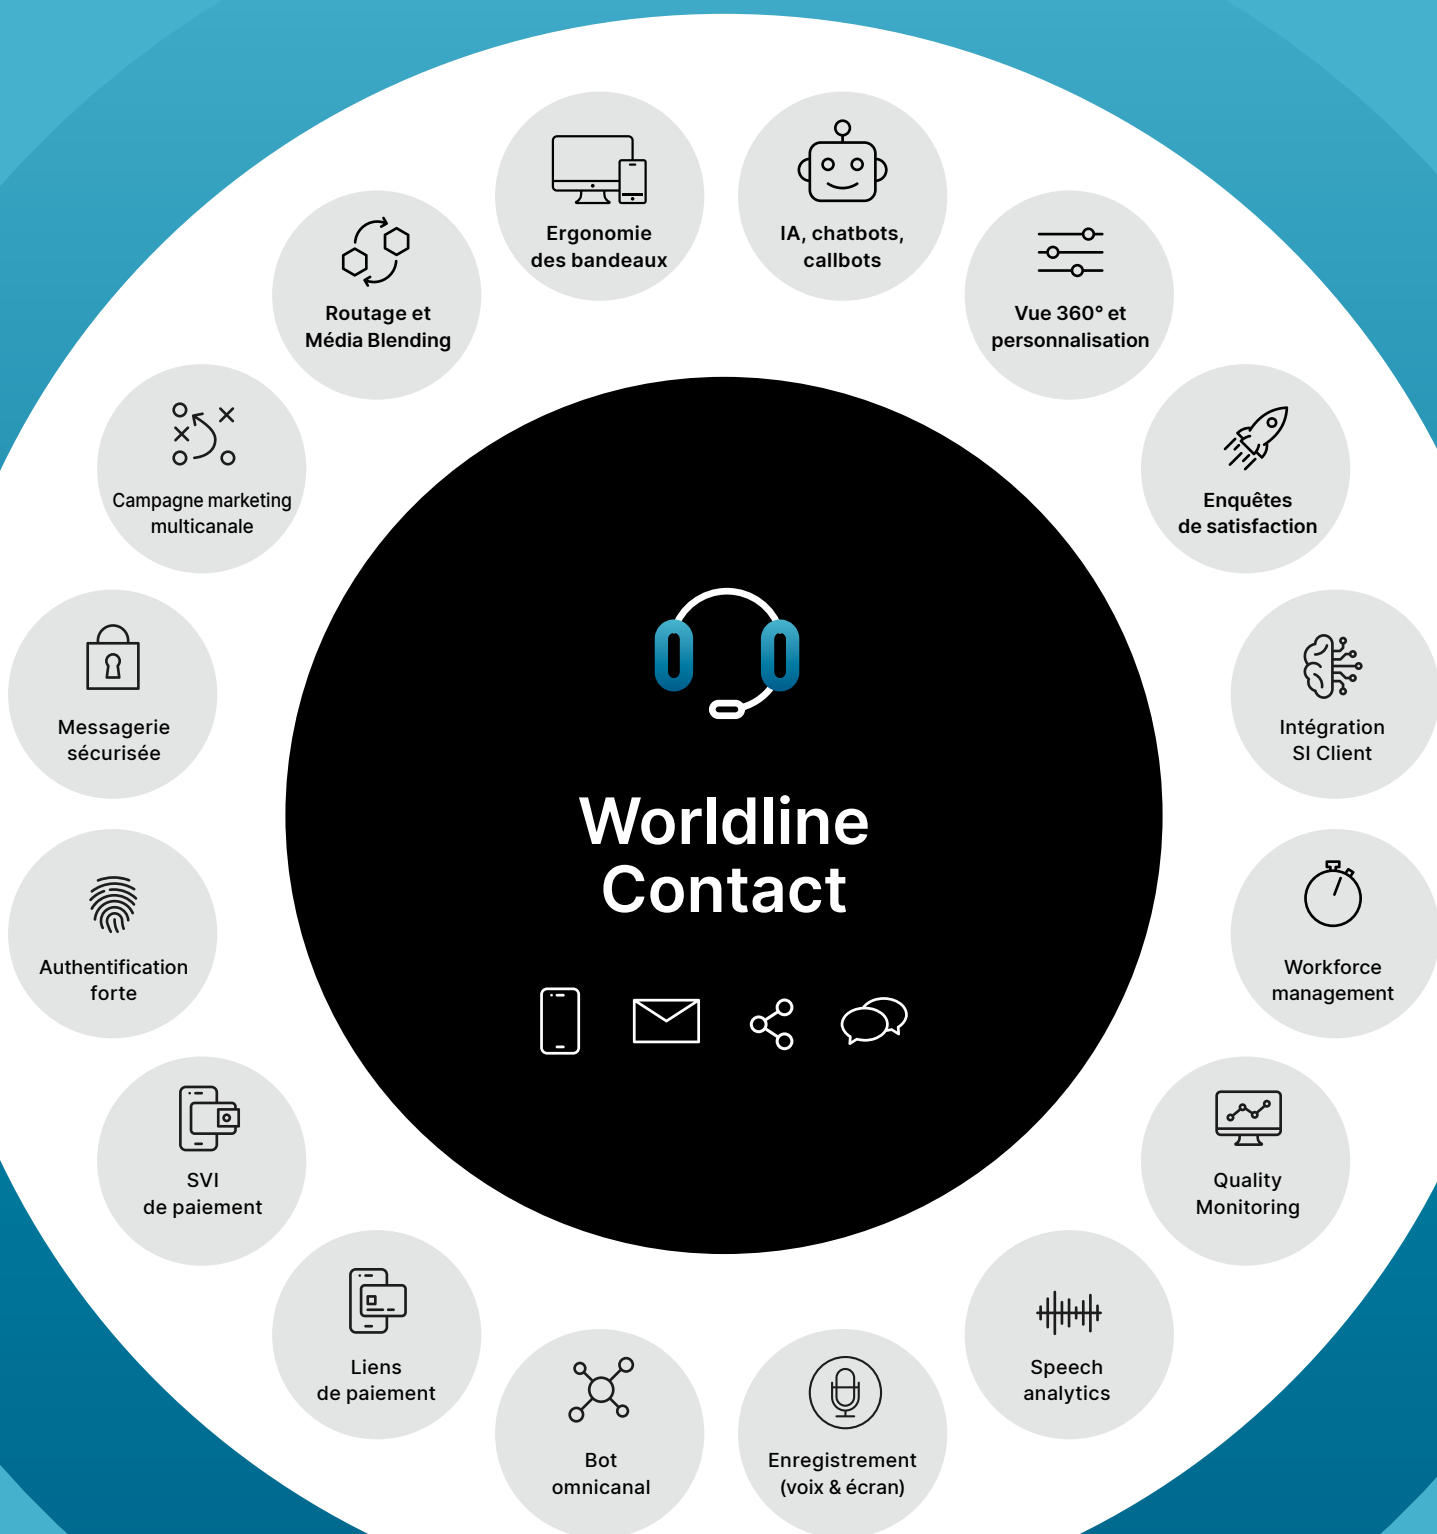 Ergonomie
des bandeaux
IA, chatbots,
callbots
Vue 360° et
personnalisation
Enquêtes
de satisfaction
Intégration
SI Client
Workforce
management
Quality
Monitoring
Speech
analytics
Enregistrement
(voix & écran)
Bot
omnicanal
Liens
de paiement
SVI
de paiement
Authentification
forte
Messagerie
sécurisée
Campagne marketing
multicanale
Routage et
Média Blending
Worldline
Contact